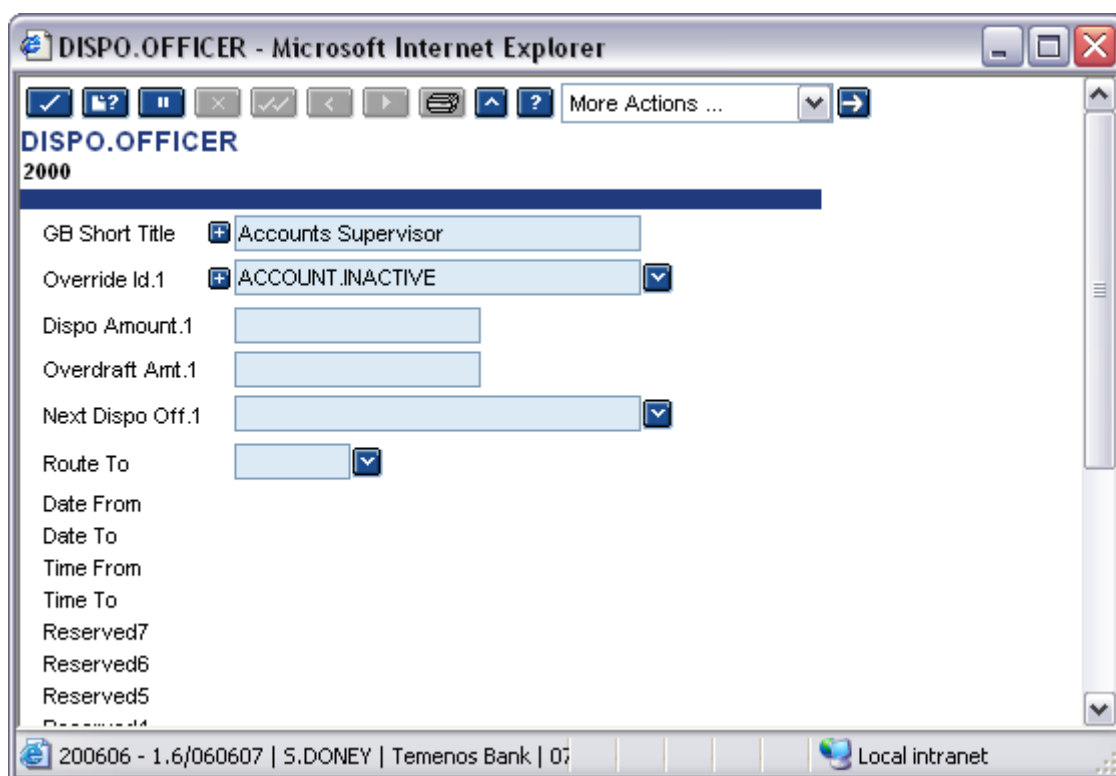 DISPO.OFFICER - Microsoft Internet Explorer
More Actions ...
DISPO.OFFICER
2000
GB Short Title Accounts Supervisor
Override Id.1 ACCOUNT.INACTIVE
Dispo Amount.1
Overdraft Amt.1
Next Dispo Off.1
Route To
Date From
Date To
Time From
Time To
Reserved7
Reserved6
Reserved5
200606 - 1.6/060607 | S.DONEY | Temenos Bank | 07 Local intranet